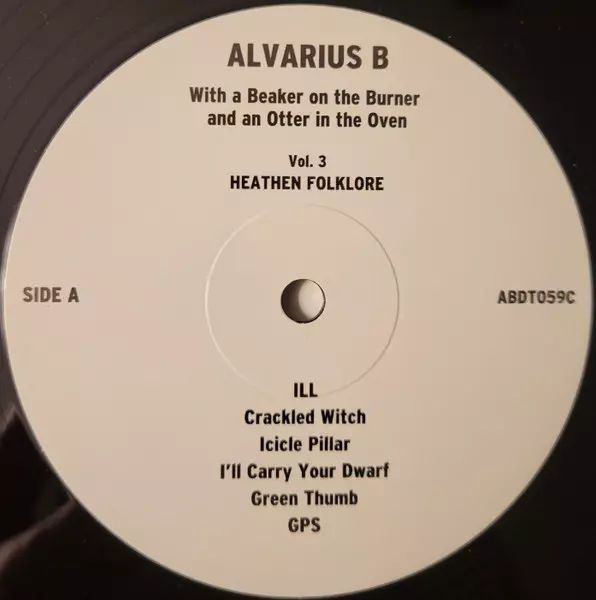 ALVARIUS B
With a Beaker on the Burner
and an Otter in the Oven
Vol. 3
HEATHEN FOLKLORE
SIDE A
ABDT059C
ILL
Crackled Witch
Icicle Pillar
I'll Carry Your Dwarf
Green Thumb
GPS